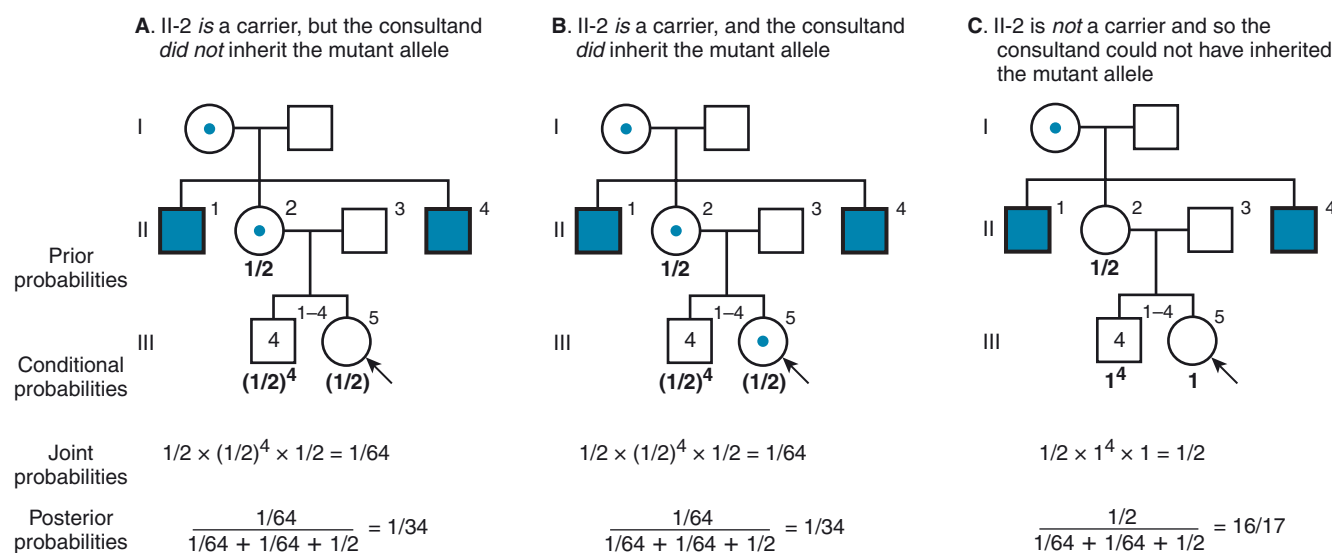 A. II-2 is a carrier, but the consultand
did not inherit the mutant allele
B. II-2 is a carrier, and the consultand
did inherit the mutant allele
C. II-2 is not a carrier and so the
consultand could not have inherited
the mutant allele
I
I
I
II
1
2
3
4
II
1
2
3
4
II
1
2
3
4
Prior
probabilities
1/2
1/2
1/2
III
4
1–4
5
III
4
1–4
5
III
4
1–4
5
Conditional
probabilities
(1/2)⁴ (1/2)
(1/2)⁴ (1/2)
1⁴ 1
Joint
probabilities
1/2 × (1/2)⁴ × 1/2 = 1/64
1/2 × (1/2)⁴ × 1/2 = 1/64
1/2 × 1⁴ × 1 = 1/2
Posterior
probabilities
1/64
1/64 + 1/64 + 1/2
= 1/34
1/64
1/64 + 1/64 + 1/2
= 1/34
1/2
1/64 + 1/64 + 1/2
= 16/17